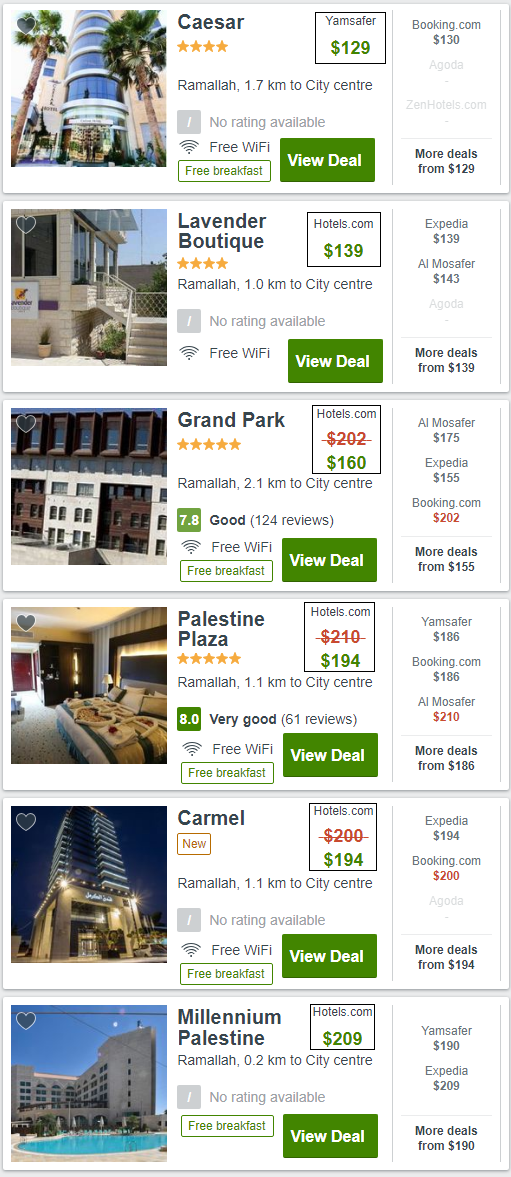 Caesar
Yamsafer
$129
Ramallah, 1.7 km to City centre
/ No rating available
Free WiFi
Free breakfast
View Deal
Booking.com
$130
Agoda
-
ZenHotels.com
-
More deals
from $129
Lavender
Boutique
Hotels.com
$139
Ramallah, 1.0 km to City centre
/ No rating available
Free WiFi
View Deal
Expedia
$139
Al Mosafer
$143
Agoda
-
More deals
from $139
Grand Park
Hotels.com
$202
$160
Ramallah, 2.1 km to City centre
7.8 Good (124 reviews)
Free WiFi
Free breakfast
View Deal
Al Mosafer
$175
Expedia
$155
Booking.com
$202
More deals
from $155
Palestine
Plaza
Hotels.com
$210
$194
Ramallah, 1.1 km to City centre
8.0 Very good (61 reviews)
Free WiFi
Free breakfast
View Deal
Yamsafer
$186
Booking.com
$186
Al Mosafer
$210
More deals
from $186
Carmel
New
Hotels.com
$200
$194
Ramallah, 1.1 km to City centre
/ No rating available
Free WiFi
Free breakfast
View Deal
Expedia
$194
Booking.com
$200
Agoda
-
More deals
from $194
Millennium
Palestine
Hotels.com
$209
Ramallah, 0.2 km to City centre
/ No rating available
Free breakfast
View Deal
Yamsafer
$190
Expedia
$209
More deals
from $190